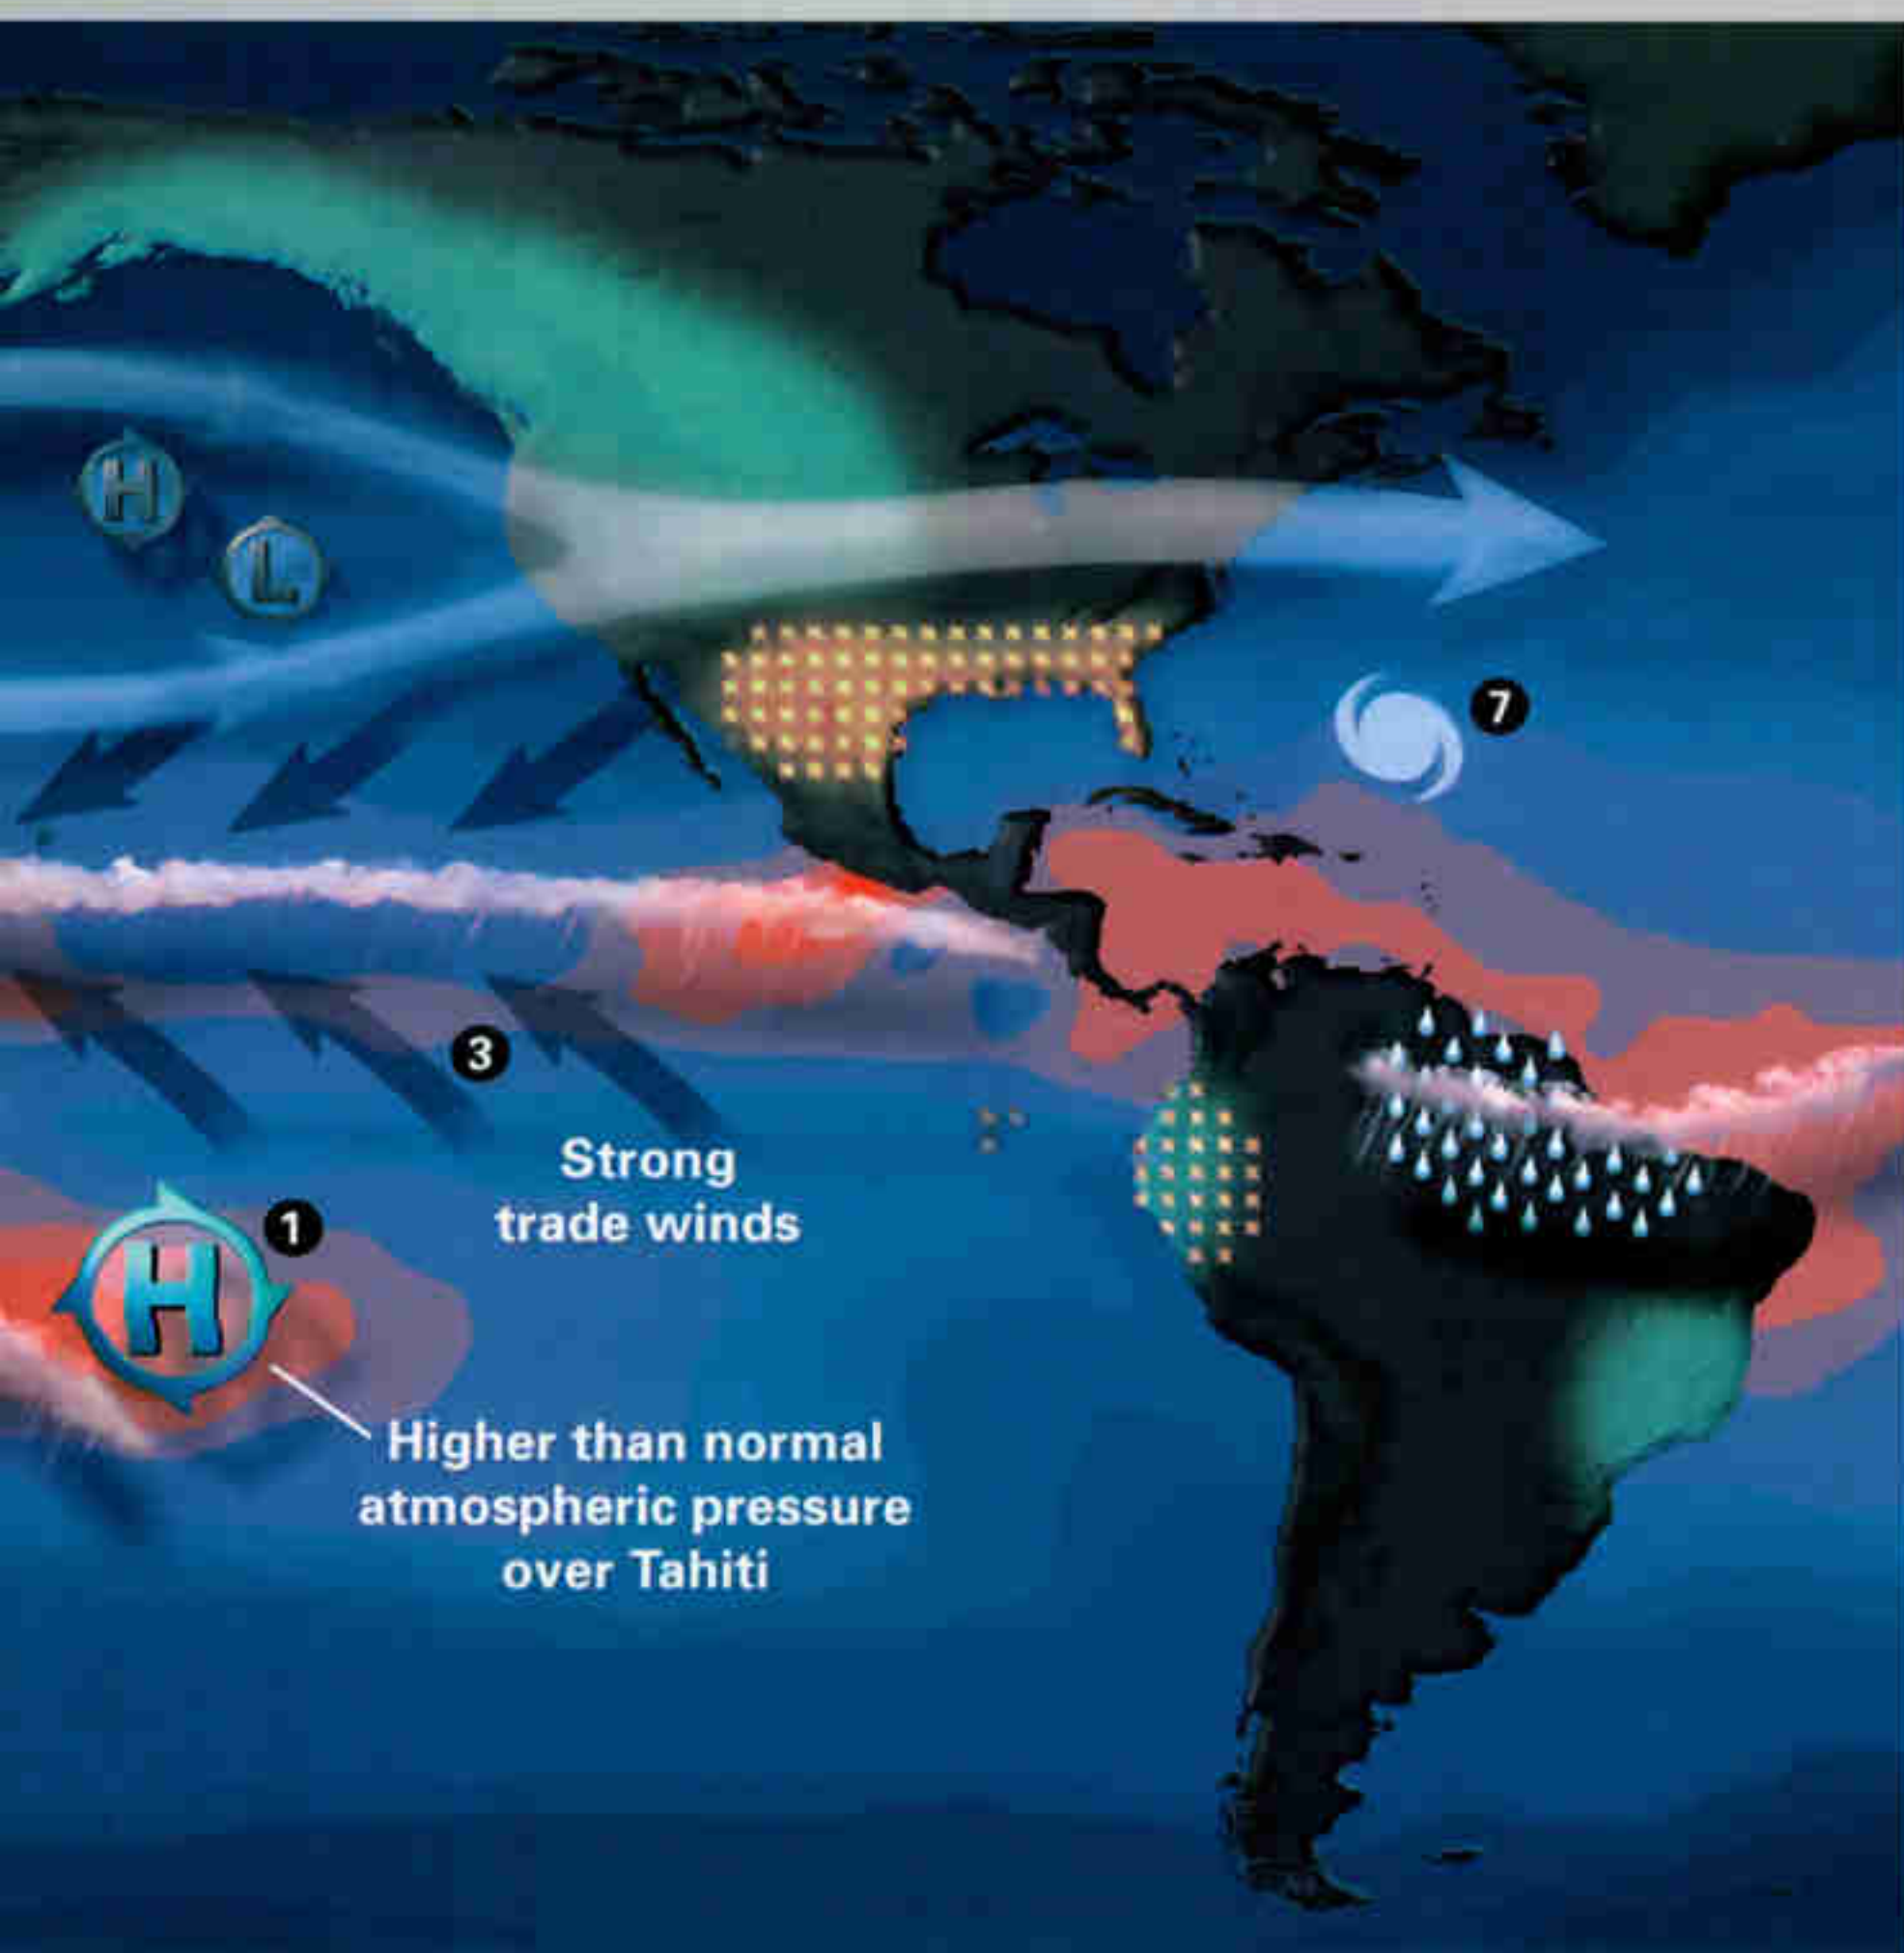 H
L
7
3
Strong
trade winds
1
H
Higher than normal
atmospheric pressure
over Tahiti